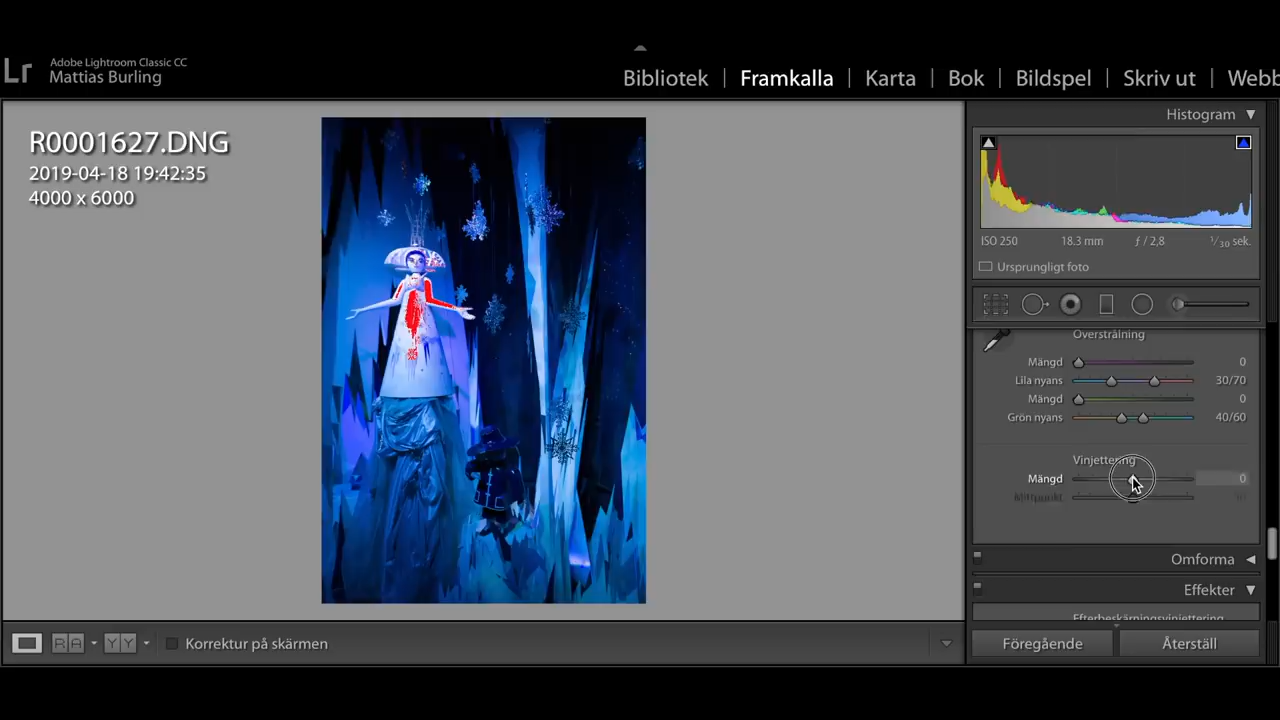 Lr
Adobe Lightroom Classic CC
Mattias Burling
Bibliotek | Framkalla | Karta | Bok | Bildspel | Skriv ut | Webb
R0001627.DNG
2019-04-18 19:42:35
4000 x 6000
Histogram
ISO 250 18.3 mm ƒ / 2,8 1/30 sek.
Ursprungligt foto
Överstrålning
Mängd 0
Lila nyans 30/70
Mängd 0
Grön nyans 40/60
Vinjettering
Mängd 0
Mittpunkt
Omforma
Effekter
Efterbeskärningsvinjettering
R A Y Y Korrektur på skärmen
Föregående Återställ